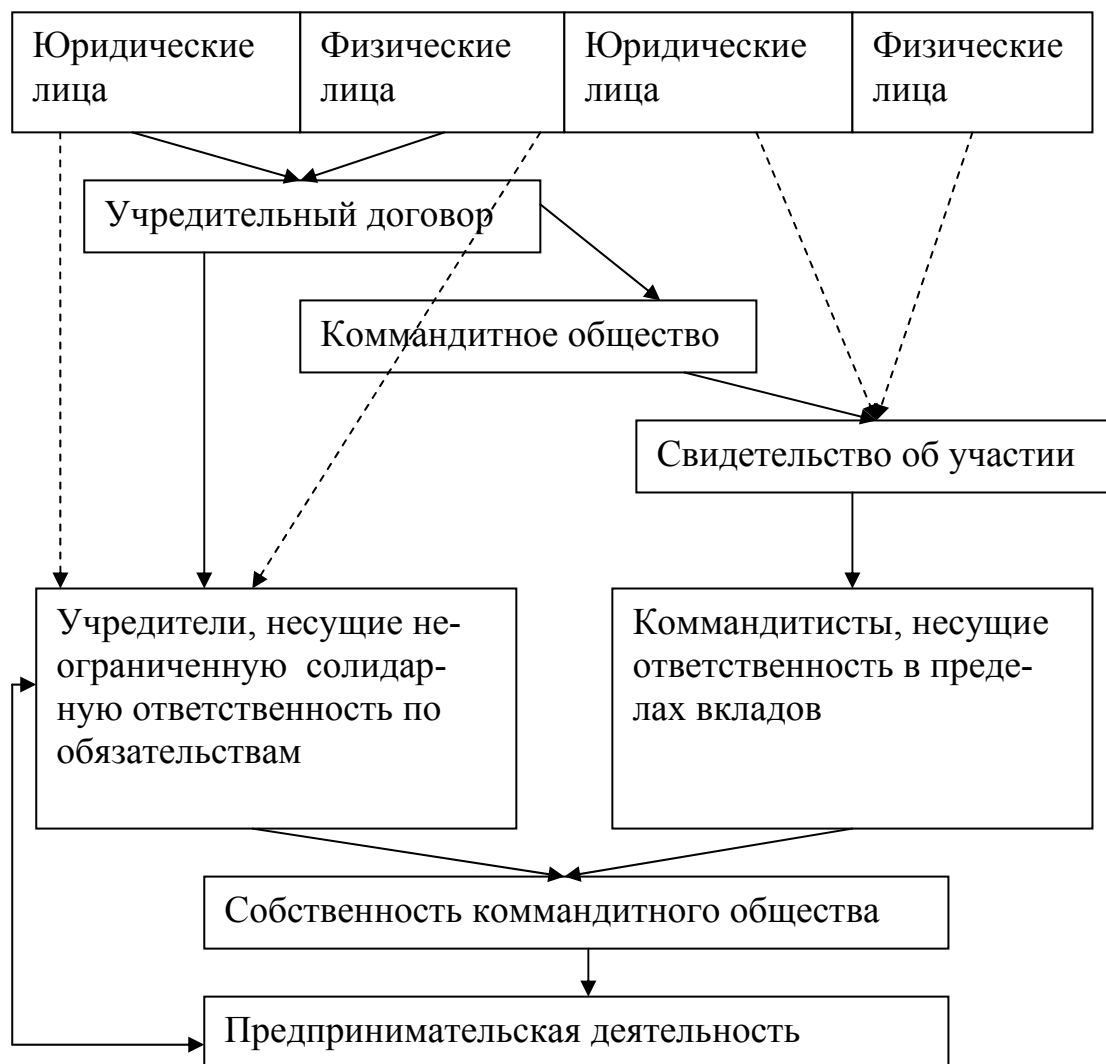 Юридические
лица
Физические
лица
Юридические
лица
Физические
лица
Учредительный договор
Коммандитное общество
Свидетельство об участии
Учредители, несущие не-
ограниченную солидар-
ную ответственность по
обязательствам
Коммандитисты, несущие
ответственность в преде-
лах вкладов
Собственность коммандитного общества
Предпринимательская деятельность